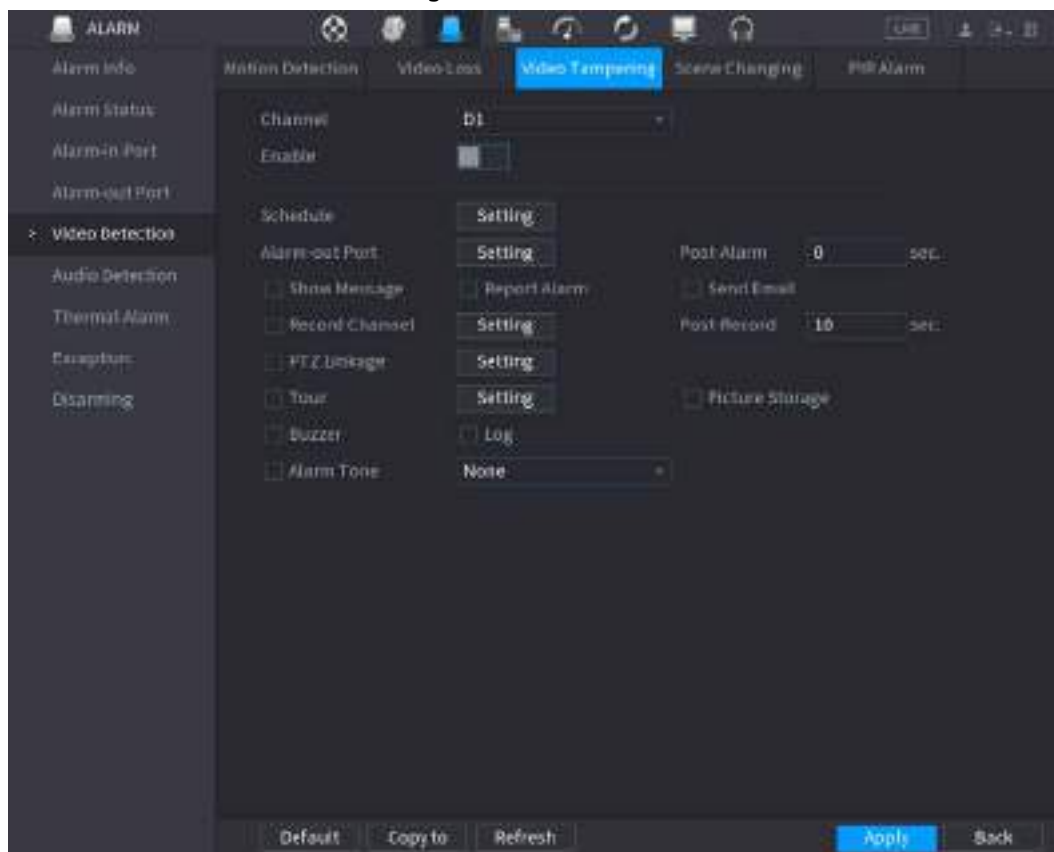 ALARM LIVE
Alarm Info
Alarm Status
Alarm-in Port
Alarm-out Port
> Video Detection
Audio Detection
Thermal Alarm
Exception
Disarming
Motion Detection Video Loss Video Tampering Scene Changing PIR Alarm
Channel D1
Enable
Schedule Setting
Alarm-out Port Setting Post-Alarm 0 sec.
Show Message Report Alarm Send Email
Record Channel Setting Post-Record 10 sec.
PTZ Linkage Setting
Tour Setting Picture Storage
Buzzer Log
Alarm Tone None
Default Copy to Refresh Apply Back